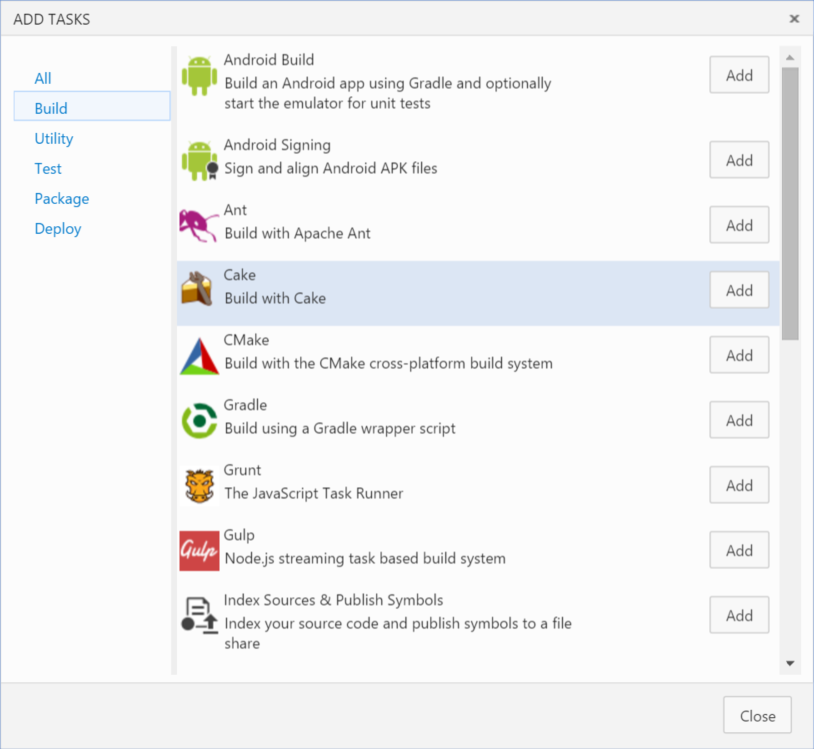 ADD TASKS
All
Build
Utility
Test
Package
Deploy
Android Build
Build an Android app using Gradle and optionally
start the emulator for unit tests
Add
Android Signing
Sign and align Android APK files
Add
Ant
Build with Apache Ant
Add
Cake
Build with Cake
Add
CMake
Build with the CMake cross-platform build system
Add
Gradle
Build using a Gradle wrapper script
Add
Grunt
The JavaScript Task Runner
Add
Gulp
Gulp
Node.js streaming task based build system
Add
Index Sources & Publish Symbols
Index your source code and publish symbols to a file
share
Add
Close